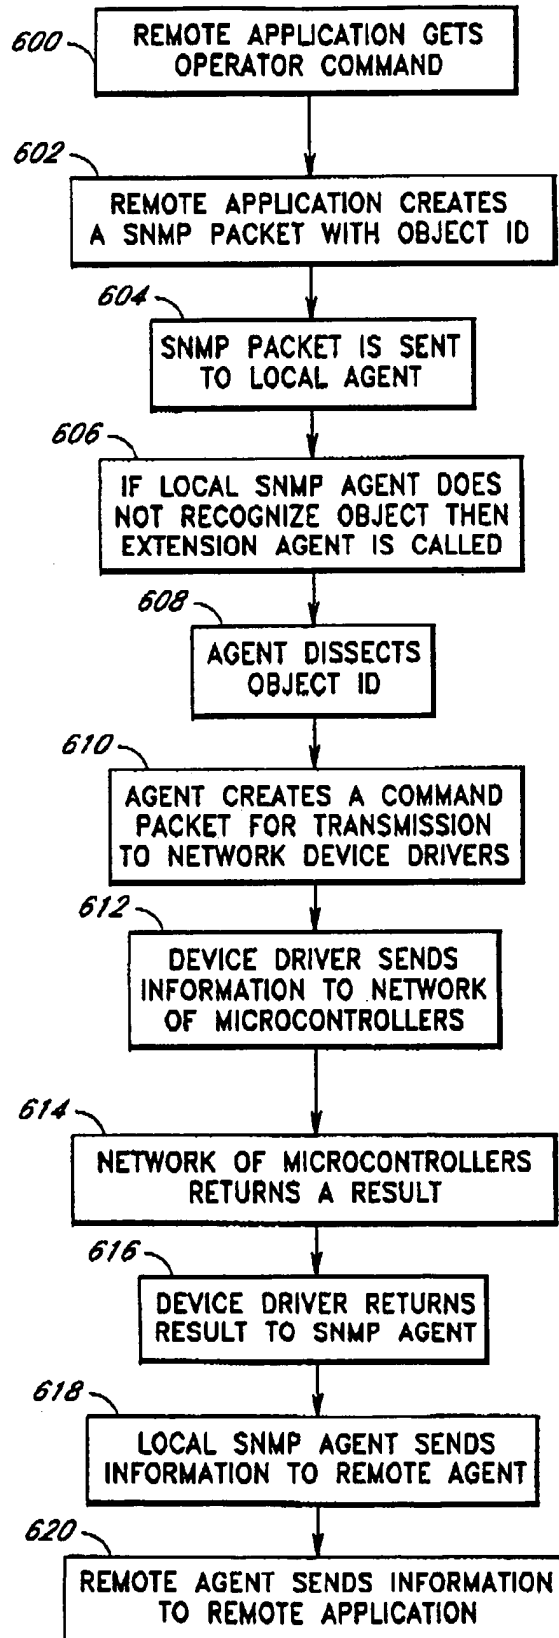 600
REMOTE APPLICATION GETS
OPERATOR COMMAND
602
REMOTE APPLICATION CREATES
A SNMP PACKET WITH OBJECT ID
604
SNMP PACKET IS SENT
TO LOCAL AGENT
606
IF LOCAL SNMP AGENT DOES
NOT RECOGNIZE OBJECT THEN
EXTENSION AGENT IS CALLED
608
AGENT DISSECTS
OBJECT ID
610
AGENT CREATES A COMMAND
PACKET FOR TRANSMISSION
TO NETWORK DEVICE DRIVERS
612
DEVICE DRIVER SENDS
INFORMATION TO NETWORK
OF MICROCONTROLLERS
614
NETWORK OF MICROCONTROLLERS
RETURNS A RESULT
616
DEVICE DRIVER RETURNS
RESULT TO SNMP AGENT
618
LOCAL SNMP AGENT SENDS
INFORMATION TO REMOTE AGENT
620
REMOTE AGENT SENDS INFORMATION
TO REMOTE APPLICATION